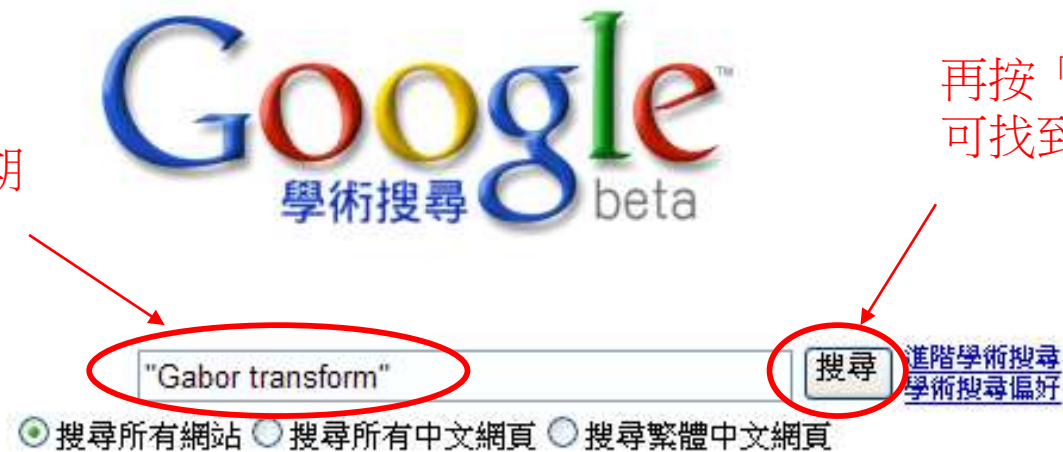 Google™
學術搜尋 beta
再按「
可找到
期
"Gabor transform"
搜尋
進階學術搜尋
學術搜尋偏好
搜尋所有網站 搜尋所有中文網頁 搜尋繁體中文網頁